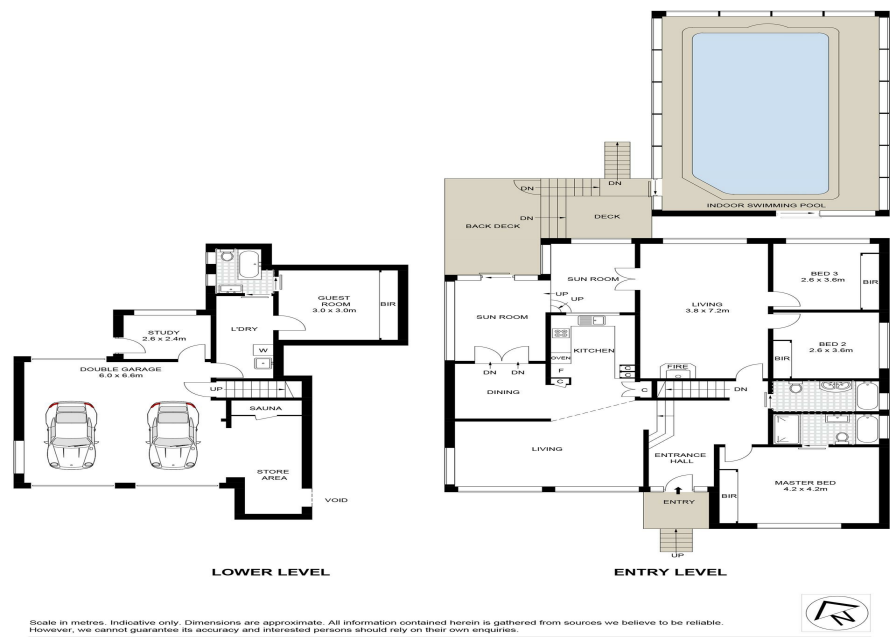 INDOOR SWIMMING POOL
DN
DN
DN
DECK
BACK DECK
SUN ROOM
UP
UP
SUN ROOM
LIVING
3.8 x 7.2m
BED 3
2.6 x 3.6m
BIR
BED 2
2.6 x 3.6m
BIR
KITCHEN
OVEN
F
C
C
C
C
FIRE
DN DN
DINING
DN
LIVING
ENTRANCE
HALL
MASTER BED
4.2 x 4.2m
BIR
ENTRY
UP
GUEST
ROOM
3.0 x 3.0m
BIR
L'DRY
W
STUDY
2.6 x 2.4m
DOUBLE GARAGE
6.0 x 6.6m
UP
SAUNA
STORE
AREA
VOID
LOWER LEVEL
ENTRY LEVEL
N
Scale in metres. Indicative only. Dimensions are approximate. All information contained herein is gathered from sources we believe to be reliable.
However, we cannot guarantee its accuracy and interested persons should rely on their own enquiries.